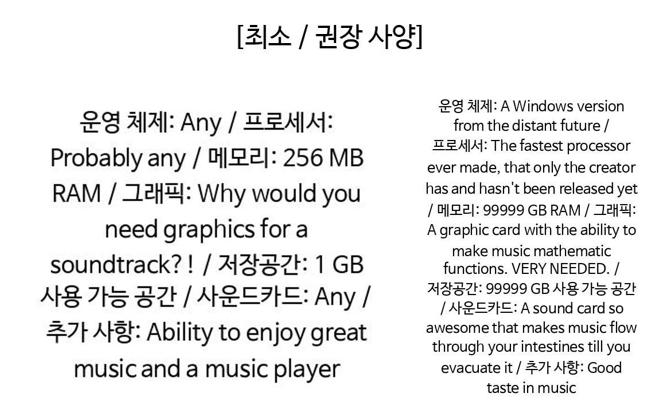 [최소 / 권장 사양]
운영 체제: Any / 프로세서:
Probably any / 메모리: 256 MB
RAM / 그래픽: Why would you
need graphics for a
soundtrack?! / 저장공간: 1 GB
사용 가능 공간 / 사운드카드: Any /
추가 사항: Ability to enjoy great
music and a music player
운영 체제: A Windows version
from the distant future /
프로세서: The fastest processor
ever made, that only the creator
has and hasn't been released yet
/ 메모리: 99999 GB RAM / 그래픽:
A graphic card with the ability to
make music mathematic
functions. VERY NEEDED. /
저장공간: 99999 GB 사용 가능 공간
/ 사운드카드: A sound card so
awesome that makes music flow
through your intestines till you
evacuate it / 추가 사항: Good
taste in music